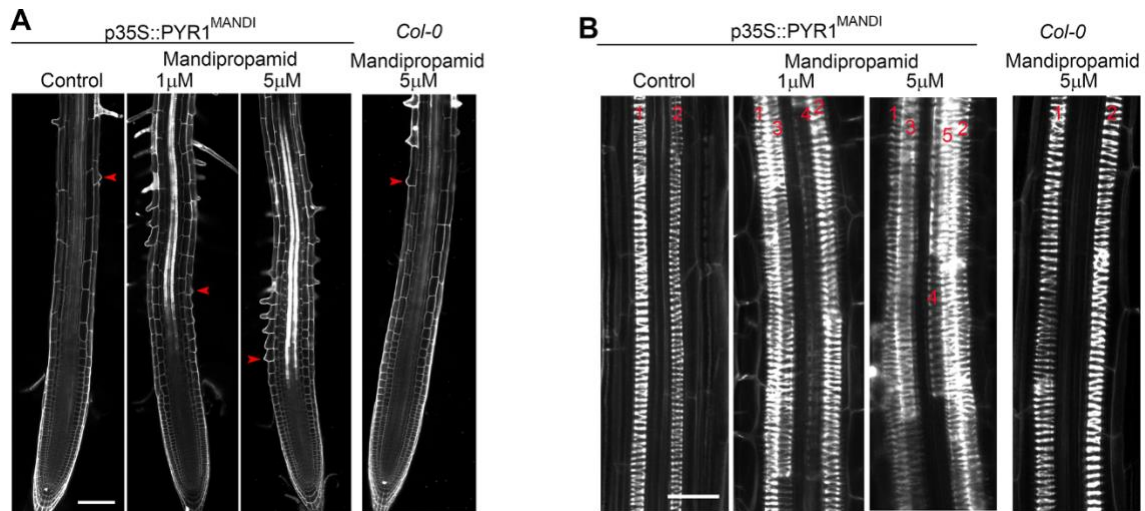 A
p35S::PYR1MANDI
Col-0
Mandipropamid
Mandipropamid
Control
1μM
5μM
5μM
B
p35S::PYR1MANDI
Col-0
Mandipropamid
Mandipropamid
Control
1μM
5μM
5μM
1 2
1 3 4 2
1 3 5 2
4
1 2